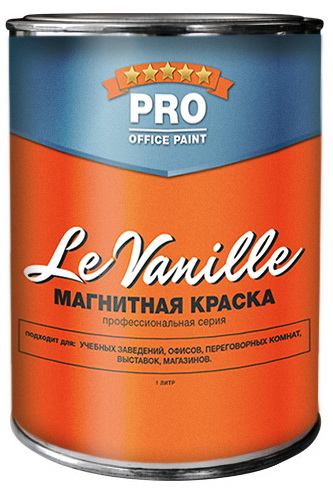 PRO
OFFICE PAINT
Le Vanille
МАГНИТНАЯ КРАСКА
профессиональная серия
ПОДХОДИТ ДЛЯ: УЧЕБНЫХ ЗАВЕДЕНИЙ, ОФИСОВ, ПЕРЕГОВОРНЫХ КОМНАТ,
ВЫСТАВОК, МАГАЗИНОВ.
1 ЛИТР